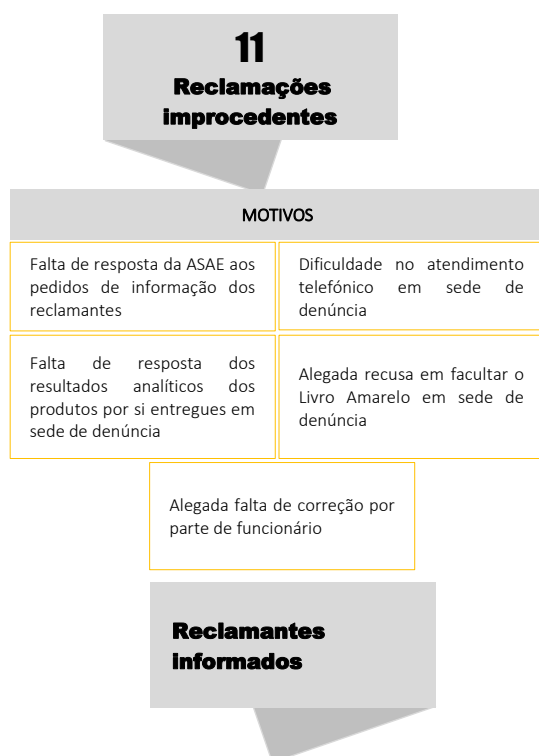 11
Reclamações
improcedentes
MOTIVOS
Falta de resposta da ASAE aos
pedidos de informação dos
reclamantes
Dificuldade no atendimento
telefónico em sede de
denúncia
Falta de resposta dos
resultados analíticos dos
produtos por si entregues em
sede de denúncia
Alegada recusa em facultar o
Livro Amarelo em sede de
denúncia
Alegada falta de correção por
parte de funcionário
Reclamantes
informados